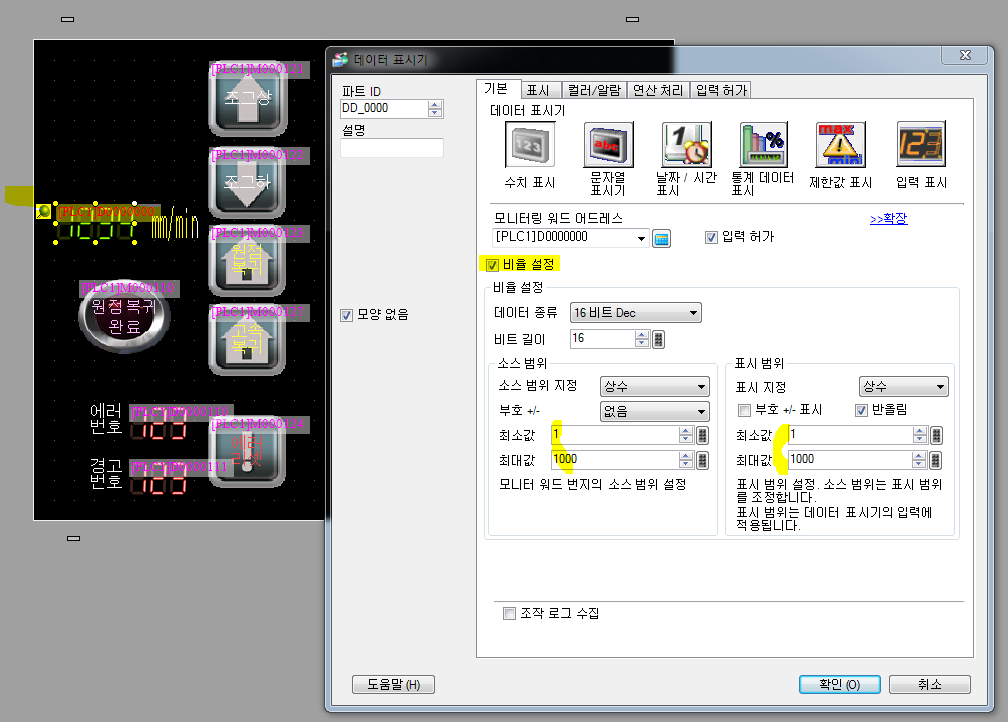 [PLC1]M000121
조그상
[PLC1]M000122
조그하
[PLC1]D0000000
mm/min
[PLC1]M000123
원점
복귀
원점복귀
완료
고속
복귀
에러
번호
경고
번호
데이터 표시기
파트 ID
DD_0000
설명
모양 없음
기본
표시
컬러/알람
연산 처리
입력 허가
데이터 표시기
123
수치 표시
abc
문자열
표시기
1
날짜 / 시간
표시
%
통계 데이터
표시
max
min
제한값 표시
123
입력 표시
모니터링 워드 어드레스
>>확장
[PLC1]D0000000
입력 허가
비율 설정
비율 설정
데이터 종류
16 비트 Dec
비트 길이
16
소스 범위
소스 범위 지정
상수
부호 +/-
없음
최소값
1
최대값
1000
모니터 워드 번지의 소스 범위 설정
표시 범위
표시 지정
상수
부호 +/- 표시
반올림
최소값
1
최대값
1000
표시 범위 설정. 소스 범위는 표시 범위
를 조정합니다.
표시 범위는 데이터 표시기의 입력에
적용됩니다.
조작 로그 수집
도움말 (H)
확인 (O)
취소